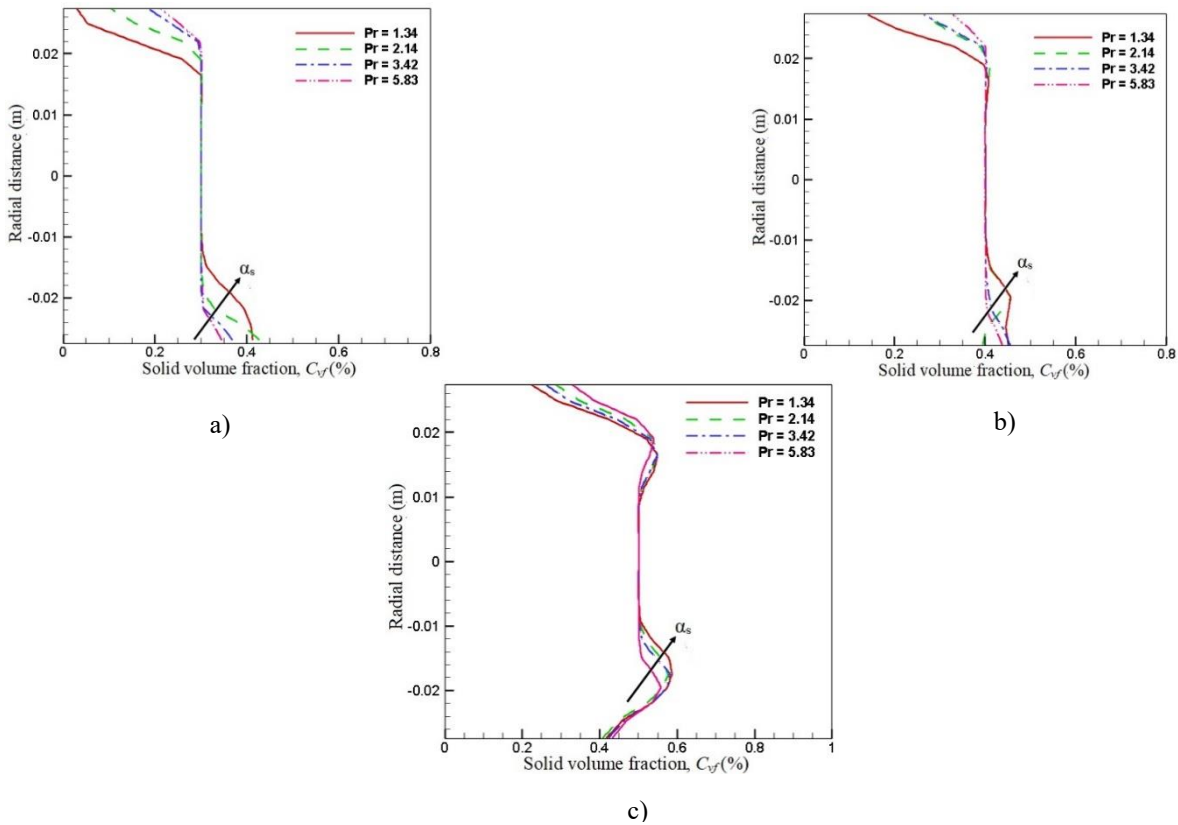 Pr = 1.34
Pr = 2.14
Pr = 3.42
Pr = 5.83
Radial distance (m)
0.02
0.01
0
-0.01
-0.02
αs
0 0.2 0.4 0.6 0.8
Solid volume fraction, Cvf (%)
a)
Pr = 1.34
Pr = 2.14
Pr = 3.42
Pr = 5.83
Radial distance (m)
0.02
0.01
0
-0.01
-0.02
αs
0 0.2 0.4 0.6 0.8
Solid volume fraction, Cvf (%)
b)
Pr = 1.34
Pr = 2.14
Pr = 3.42
Pr = 5.83
Radial distance (m)
0.02
0.01
0
-0.01
-0.02
αs
0 0.2 0.4 0.6 0.8 1
Solid volume fraction, Cvf (%)
c)